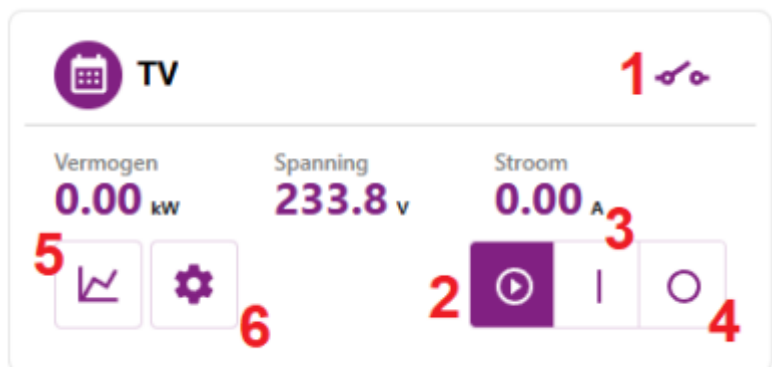 TV 1
Vermogen Spanning Stroom
0.00 kW 233.8 V 0.00 A
3
5 2
6 4